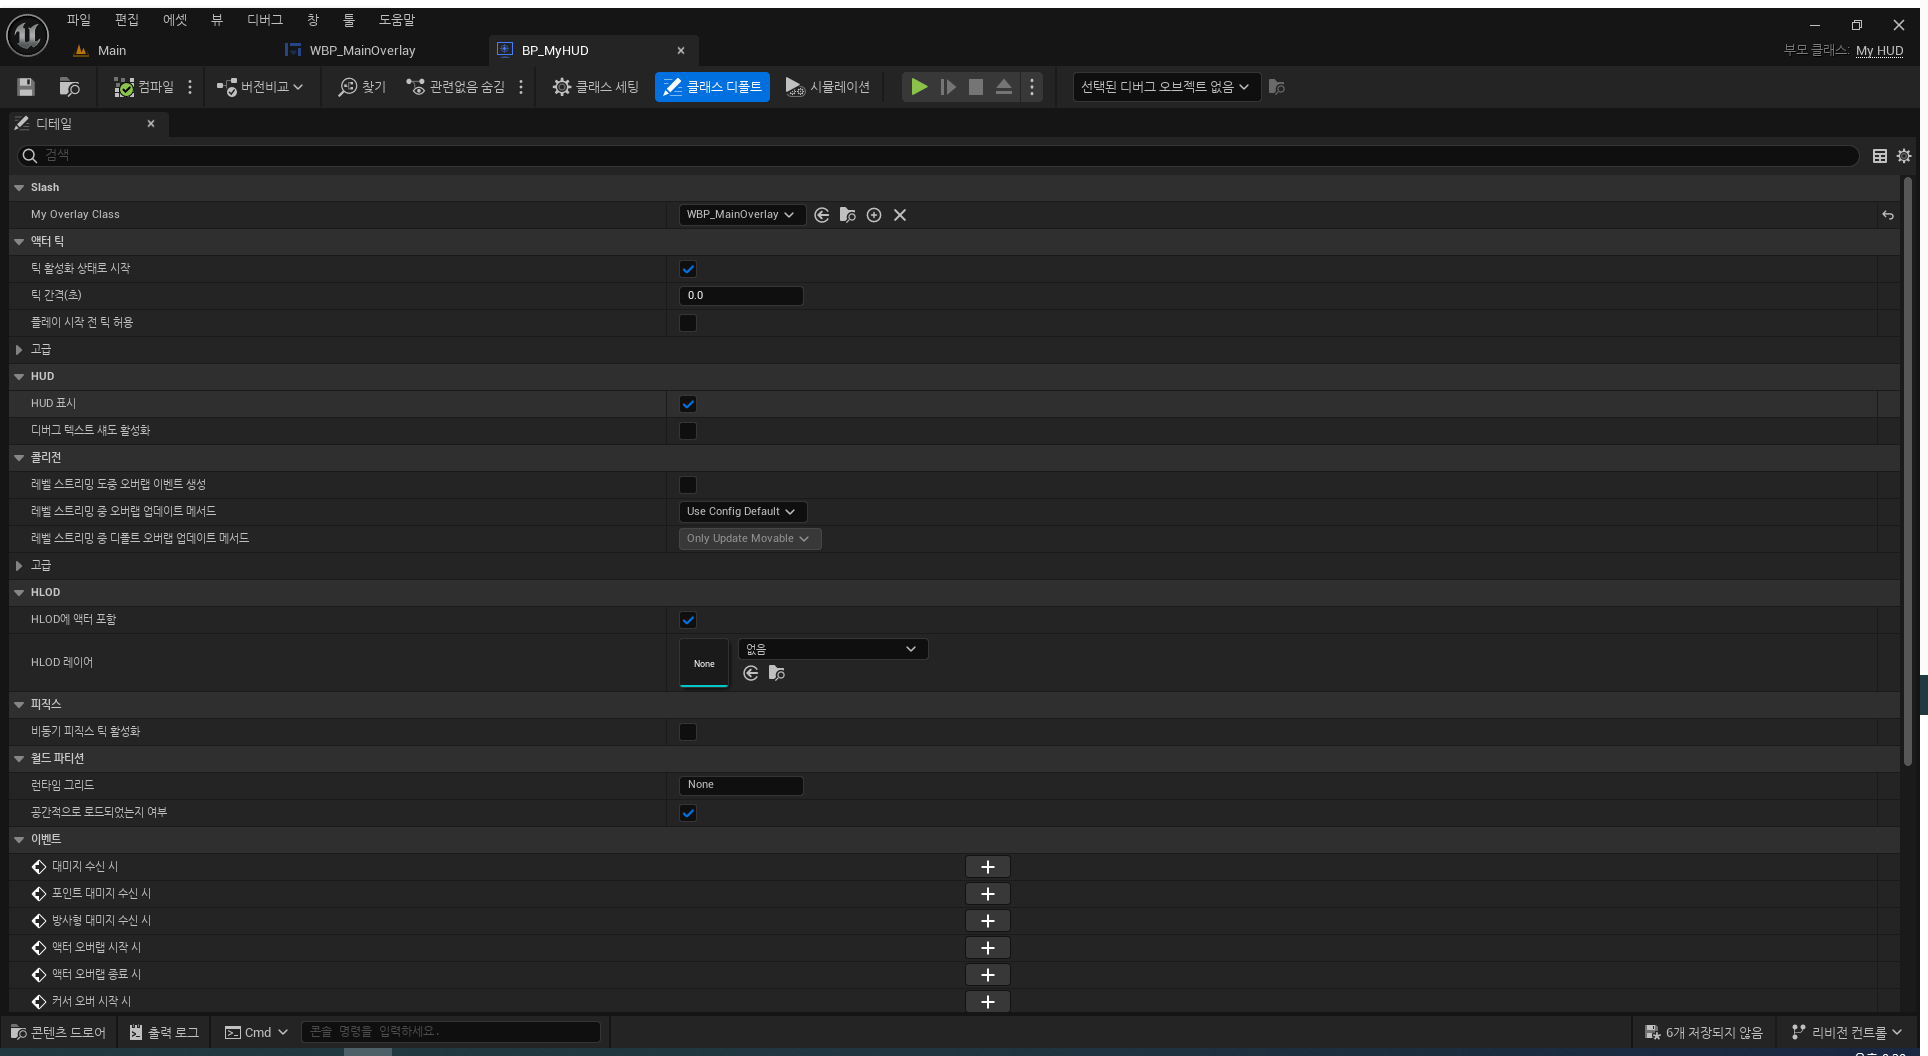 파일 편집 에셋 뷰 디버그 창 툴 도움말
Main WBP_MainOverlay BP_MyHUD
부모 클래스: My HUD
컴파일 버전비교 찾기 관련없음 숨김 클래스 세팅 클래스 디폴트 시뮬레이션 선택된 디버그 오브젝트 없음
디테일
검색
Slash
My Overlay Class WBP_MainOverlay
액터 틱
틱 활성화 상태로 시작
틱 간격(초) 0.0
플레이 시작 전 틱 허용
고급
HUD
HUD 표시
디버그 텍스트 섀도 활성화
콜리전
레벨 스트리밍 도중 오버랩 이벤트 생성
레벨 스트리밍 중 오버랩 업데이트 메서드 Use Config Default
레벨 스트리밍 중 디폴트 오버랩 업데이트 메서드 Only Update Movable
고급
HLOD
HLOD에 액터 포함
HLOD 레이어 None 없음
피직스
비동기 피직스 틱 활성화
월드 파티션
런타임 그리드 None
공간적으로 로드되었는지 여부
이벤트
대미지 수신 시
포인트 대미지 수신 시
방사형 대미지 수신 시
액터 오버랩 시작 시
액터 오버랩 종료 시
커서 오버 시작 시
콘텐츠 드로어 출력 로그 Cmd 콘솔 명령을 입력하세요. 6개 저장되지 않음 리비전 컨트롤